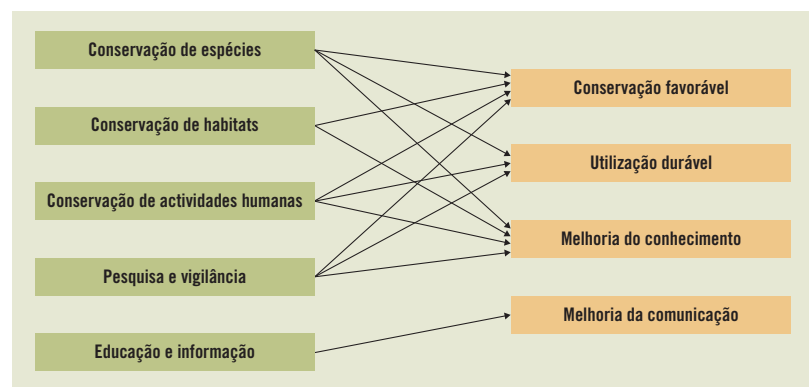 Conservação de espécies
Conservação de habitats
Conservação de actividades humanas
Pesquisa e vigilância
Educação e informação
Conservação favorável
Utilização durável
Melhoria do conhecimento
Melhoria da comunicação